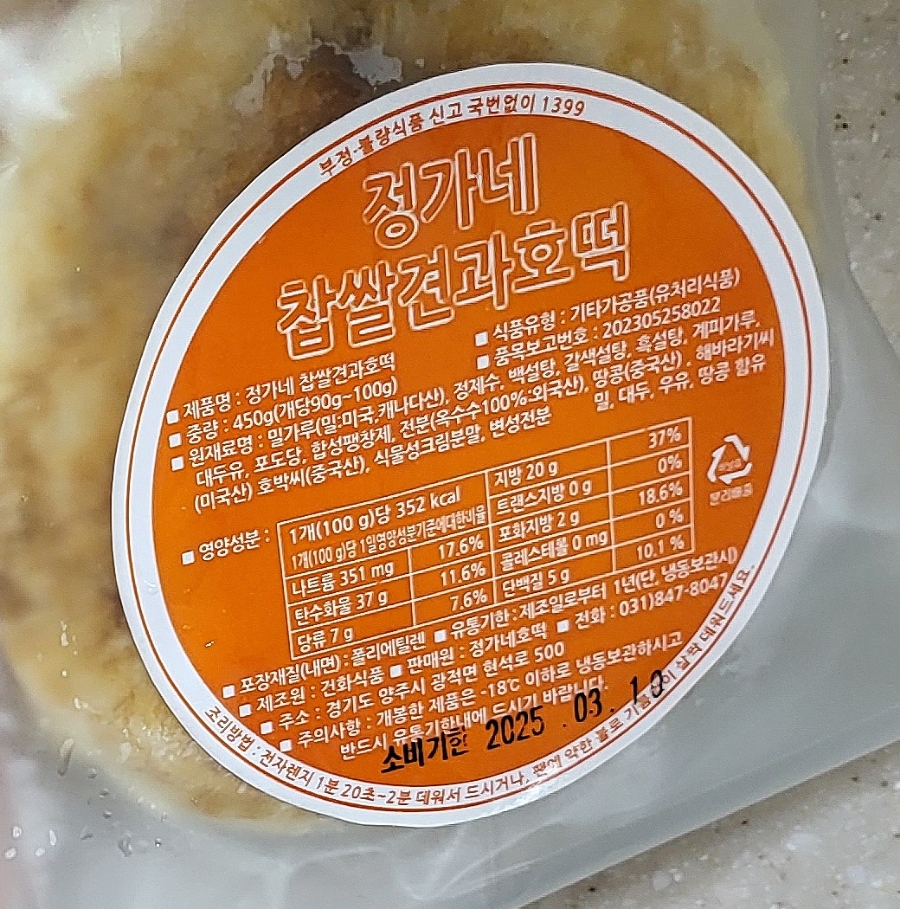 부정·불량식품 신고 국번없이 1399
정가네
찹쌀견과호떡
■ 제품명 : 정가네 찹쌀견과호떡
■ 식품유형 : 기타가공품(유처리식품)
■ 중량 : 450g(개당90g~100g)
■ 품목보고번호 : 202305258022
■ 원재료명 : 밀가루(밀:미국,캐나다산), 정제수, 백설탕, 갈색설탕, 흑설탕, 계피가루,
대두유, 포도당, 합성팽창제, 전분(옥수수100%:외국산), 땅콩(중국산), 해바라기씨
(미국산) 호박씨(중국산), 식물성크림분말, 변성전분
밀, 대두, 우유, 땅콩 함유
■ 영양성분 :
1개(100 g)당 352 kcal
1개(100 g)당 1일영양성분기준에대한비율
나트륨 351 mg 17.6%
탄수화물 37 g 11.6%
당류 7 g 7.6%
지방 20 g 37%
트랜스지방 0 g 0%
포화지방 2 g 18.6%
콜레스테롤 0 mg 0 %
단백질 5 g 10.1 %
분리배출
■ 포장재질(내면) : 폴리에틸렌 ■ 유통기한 : 제조일로부터 1년(단, 냉동보관시)
■ 제조원 : 건화식품 ■ 판매원 : 정가네호떡 ■ 전화 : 031)847-8047
■ 주소 : 경기도 양주시 광적면 현석로 500
■ 주의사항 : 개봉한 제품은 -18℃ 이하로 냉동보관하시고
반드시 유통기한내에 드시기 바랍니다.
소비기한 2025 .03. 10
조리방법 : 전자렌지 1분 20초~2분 데워서 드시거나, 팬에 약한 불로 기름 살짝 데워드세요.